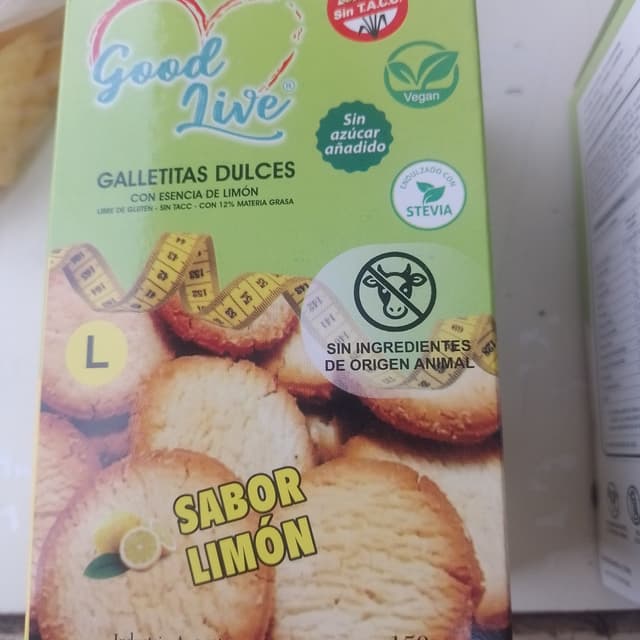 Sin T.A.C.C.
Good
Live®
Vegan
Sin
azúcar
añadido
GALLETITAS DULCES
CON ESENCIA DE LIMÓN
LIBRE DE GLUTEN - SIN TACC - CON 12% MATERIA GRASA
ENDULZADO CON
STEVIA
SIN INGREDIENTES
DE ORIGEN ANIMAL
L
SABOR
LIMÓN